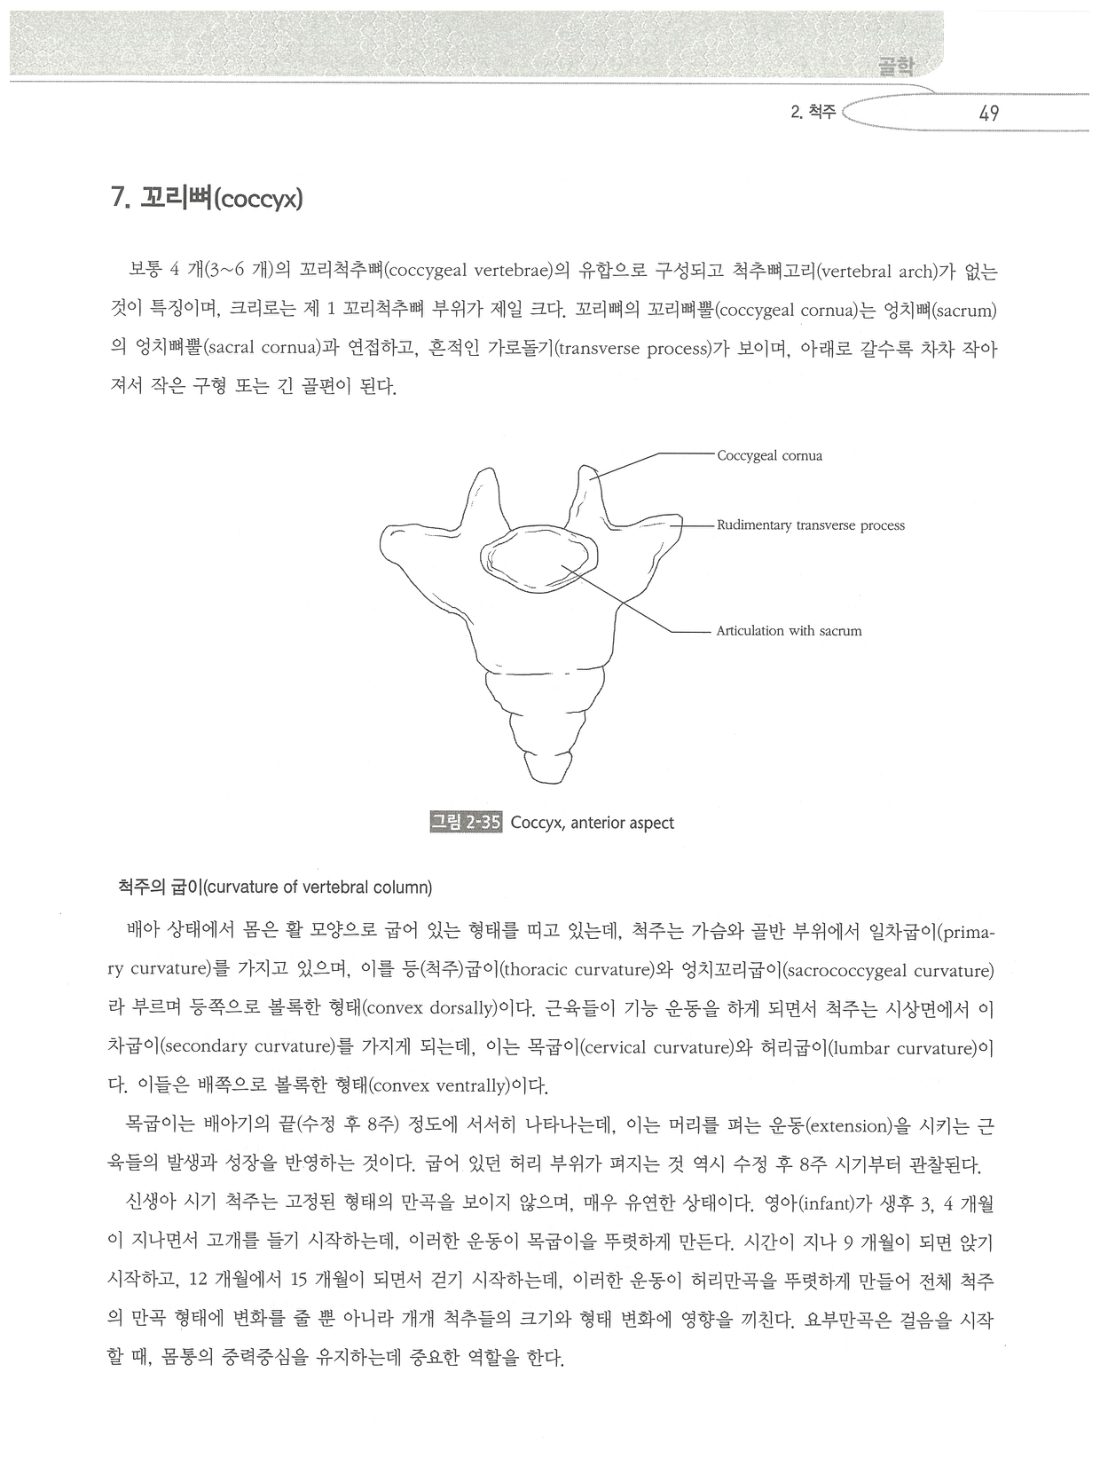 골학
2. 척주
49
7. 꼬리뼈(coccyx)
보통 4 개(3~6 개)의 꼬리척추뼈(coccygeal vertebrae)의 유합으로 구성되고 척추뼈고리(vertebral arch)가 없는
것이 특징이며, 크리로는 제 1 꼬리척추뼈 부위가 제일 크다. 꼬리뼈의 꼬리뼈뿔(coccygeal cornua)는 엉치뼈(sacrum)
의 엉치뼈뿔(sacral cornua)과 연접하고, 흔적인 가로돌기(transverse process)가 보이며, 아래로 갈수록 차차 작아
져서 작은 구형 또는 긴 골편이 된다.
Coccygeal cornua
Rudimentary transverse process
Articulation with sacrum
그림 2-35 Coccyx, anterior aspect
척주의 굽이(curvature of vertebral column)
배아 상태에서 몸은 활 모양으로 굽어 있는 형태를 띠고 있는데, 척주는 가슴와 골반 부위에서 일차굽이(prima-
ry curvature)를 가지고 있으며, 이를 등(척주)굽이(thoracic curvature)와 엉치꼬리굽이(sacrococcygeal curvature)
라 부르며 등쪽으로 볼록한 형태(convex dorsally)이다. 근육들이 기능 운동을 하게 되면서 척주는 시상면에서 이
차굽이(secondary curvature)를 가지게 되는데, 이는 목굽이(cervical curvature)와 허리굽이(lumbar curvature)이
다. 이들은 배쪽으로 볼록한 형태(convex ventrally)이다.
목굽이는 배아기의 끝(수정 후 8주) 정도에 서서히 나타나는데, 이는 머리를 펴는 운동(extension)을 시키는 근
육들의 발생과 성장을 반영하는 것이다. 굽어 있던 허리 부위가 펴지는 것 역시 수정 후 8주 시기부터 관찰된다.
신생아 시기 척주는 고정된 형태의 만곡을 보이지 않으며, 매우 유연한 상태이다. 영아(infant)가 생후 3, 4 개월
이 지나면서 고개를 들기 시작하는데, 이러한 운동이 목굽이을 뚜렷하게 만든다. 시간이 지나 9 개월이 되면 앉기
시작하고, 12 개월에서 15 개월이 되면서 걷기 시작하는데, 이러한 운동이 허리만곡을 뚜렷하게 만들어 전체 척주
의 만곡 형태에 변화를 줄 뿐 아니라 개개 척추들의 크기와 형태 변화에 영향을 끼친다. 요부만곡은 걸음을 시작
할 때, 몸통의 중력중심을 유지하는데 중요한 역할을 한다.